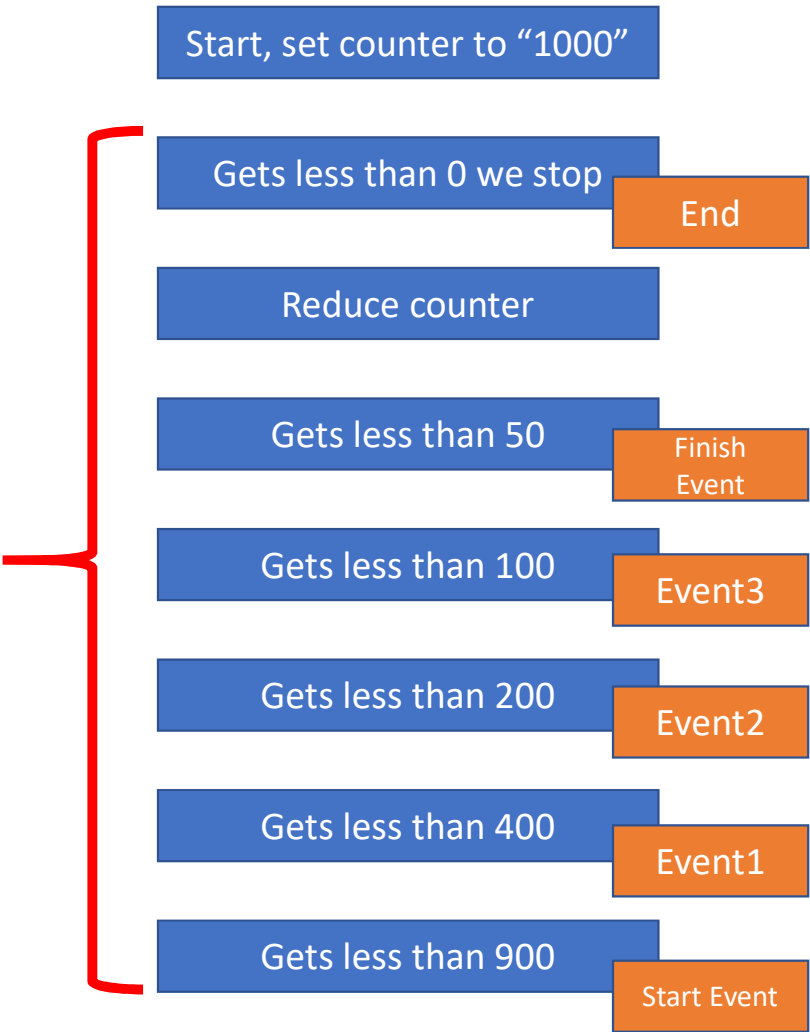 Start, set counter to “1000”
Gets less than 0 we stop
End
Reduce counter
Gets less than 50
Finish
Event
Gets less than 100
Event3
Gets less than 200
Event2
Gets less than 400
Event1
Gets less than 900
Start Event